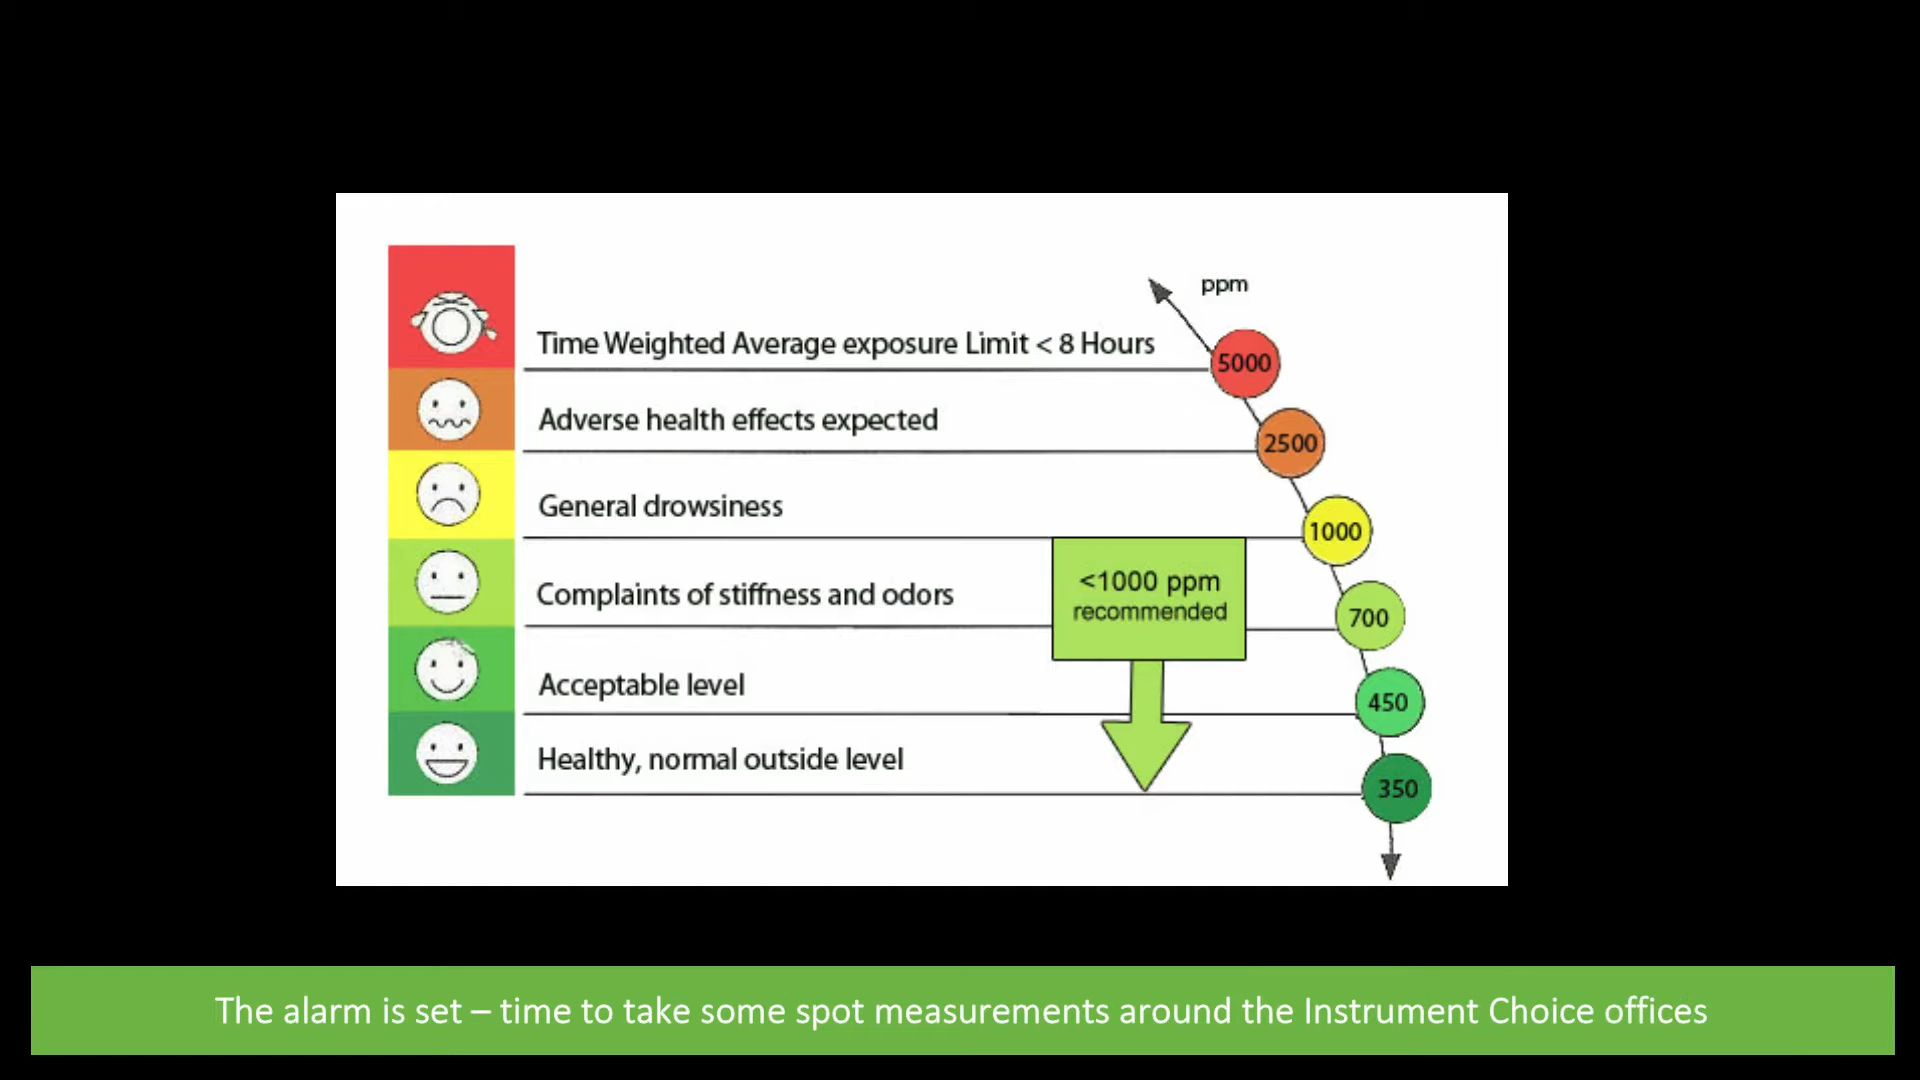 ppm
Time Weighted Average exposure Limit < 8 Hours
5000
Adverse health effects expected
2500
General drowsiness
1000
<1000 ppm
recommended
Complaints of stiffness and odors
700
Acceptable level
450
Healthy, normal outside level
350
The alarm is set – time to take some spot measurements around the Instrument Choice offices